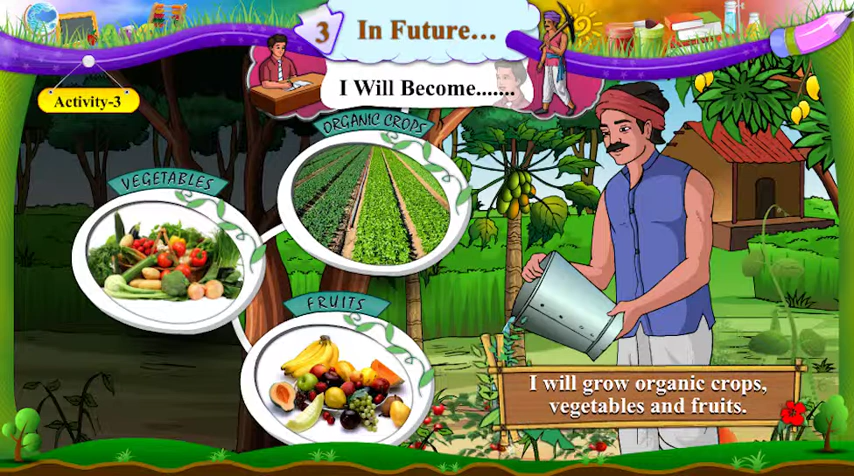 3
In Future...
I Will Become.......
Activity-3
ORGANIC CROPS
VEGETABLES
FRUITS
I will grow organic crops,
vegetables and fruits.